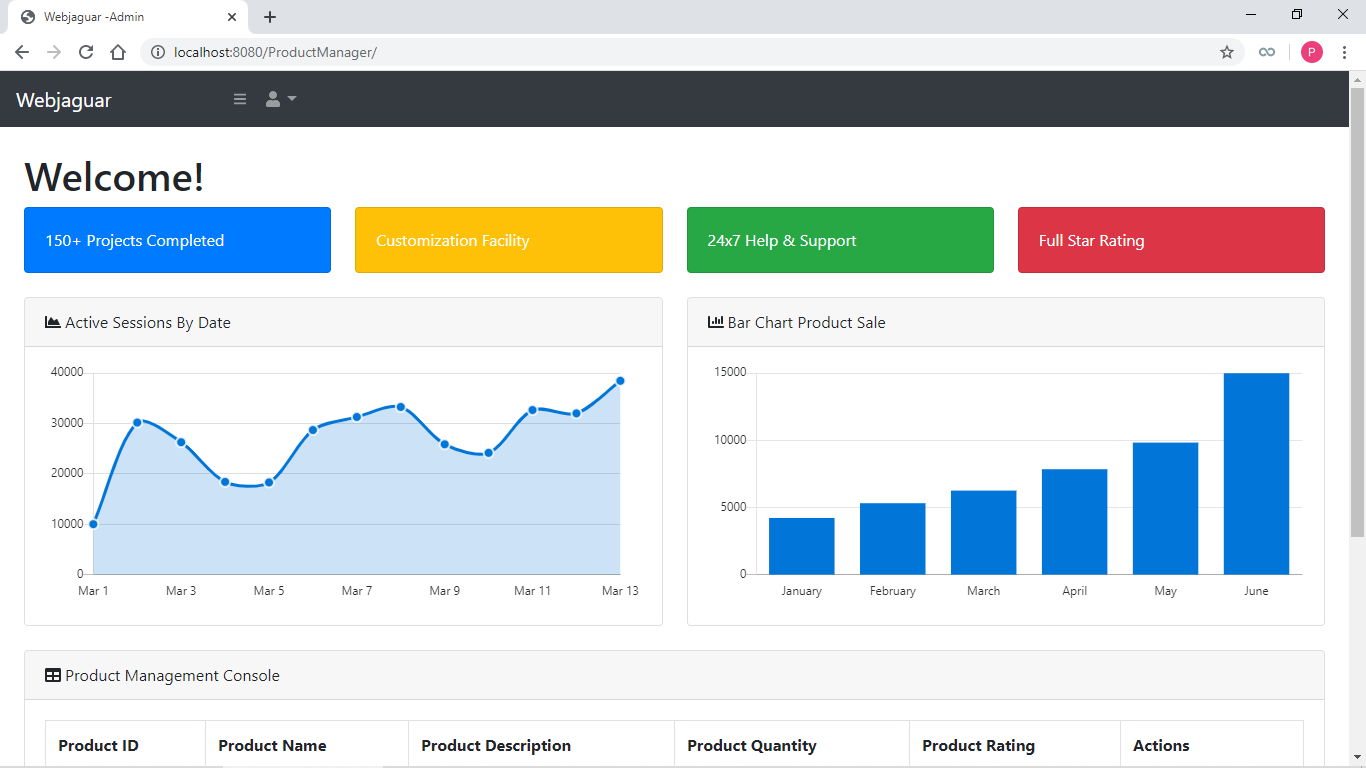 Webjaguar -Admin
localhost:8080/ProductManager/
P
Webjaguar
Welcome!
150+ Projects Completed
Customization Facility
24x7 Help & Support
Full Star Rating
Active Sessions By Date
40000
30000
20000
10000
0
Mar 1 Mar 3 Mar 5 Mar 7 Mar 9 Mar 11 Mar 13
Bar Chart Product Sale
15000
10000
5000
0
January February March April May June
Product Management Console
Product ID Product Name Product Description Product Quantity Product Rating Actions